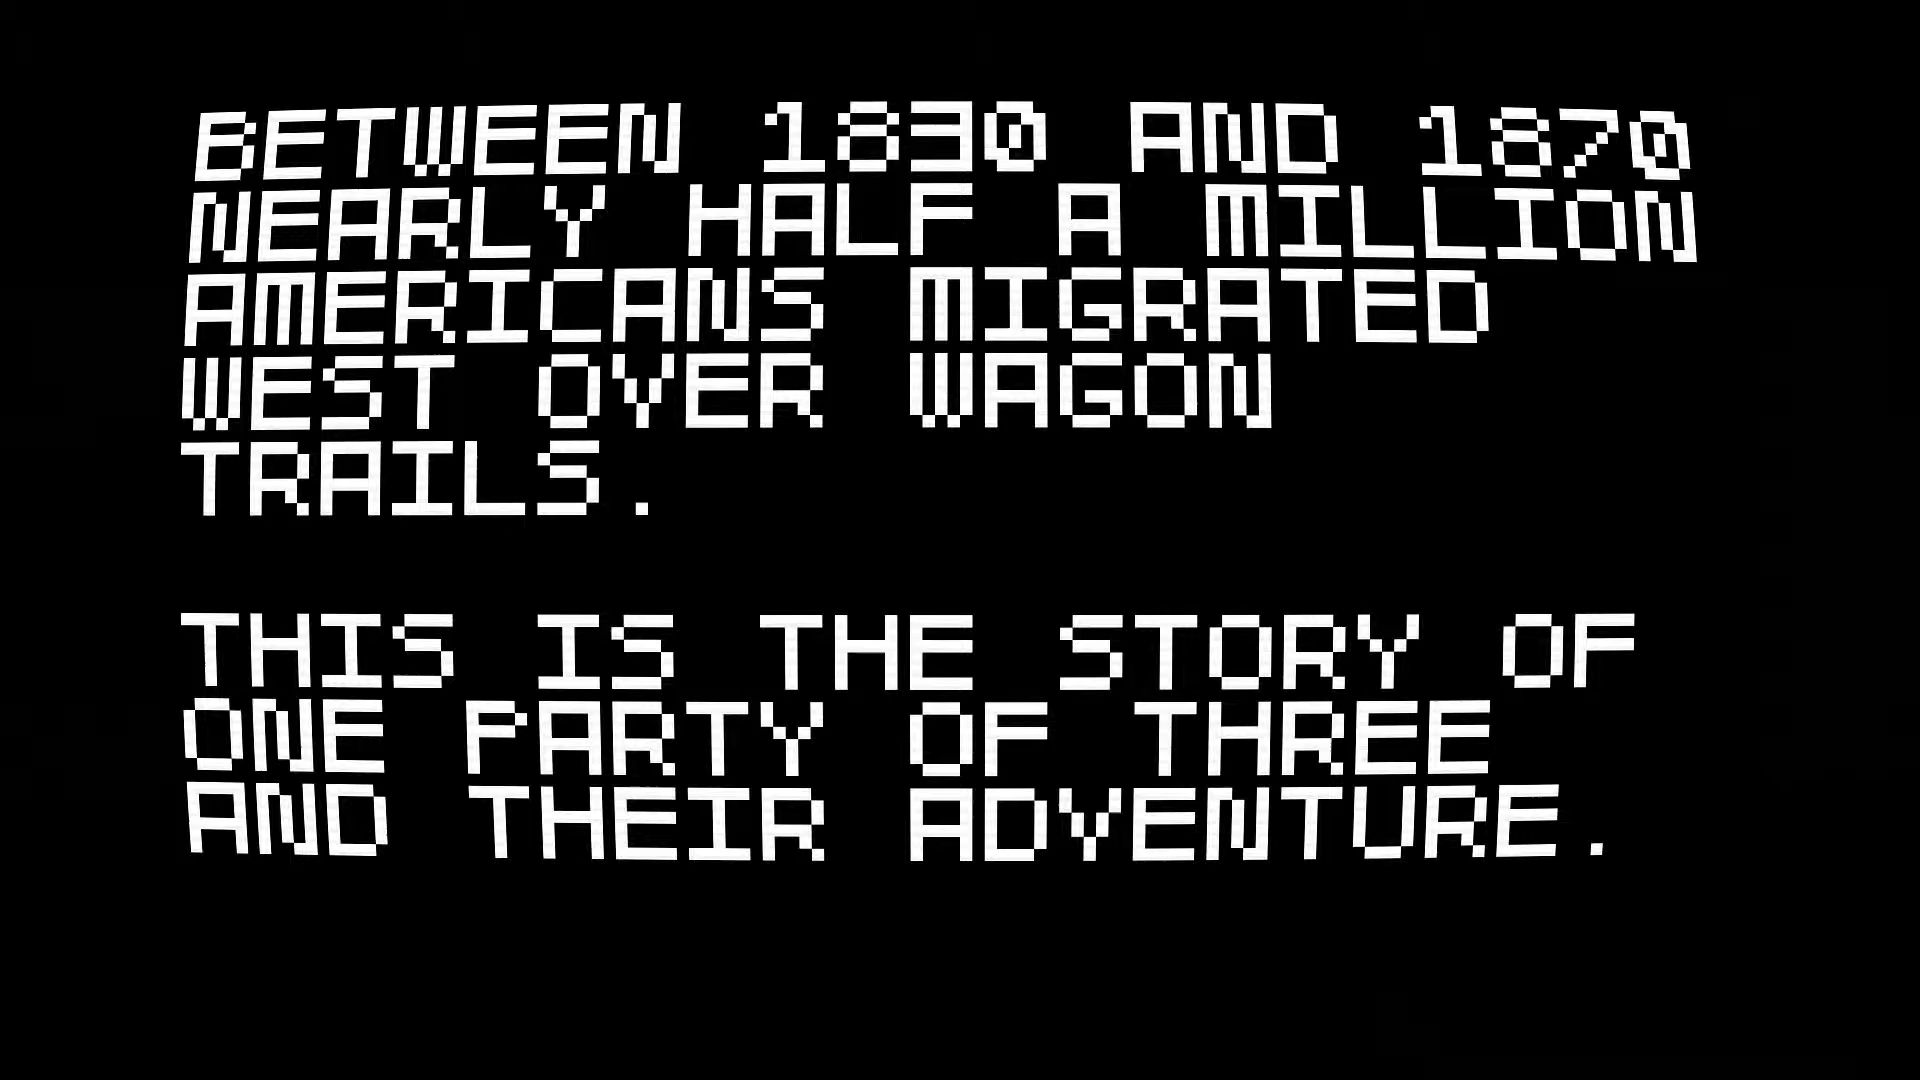 BETWEEN 1830 AND 1870
NEARLY HALF A MILLION
AMERICANS MIGRATED
WEST OVER WAGON
TRAILS.
THIS IS THE STORY OF
ONE PARTY OF THREE
AND THEIR ADVENTURE.